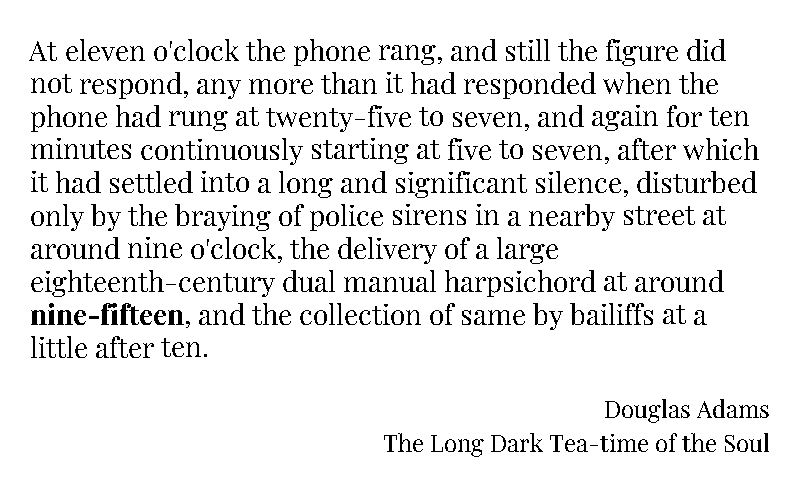 At eleven o'clock the phone rang, and still the figure did
not respond, any more than it had responded when the
phone had rung at twenty-five to seven, and again for ten
minutes continuously starting at five to seven, after which
it had settled into a long and significant silence, disturbed
only by the braying of police sirens in a nearby street at
around nine o'clock, the delivery of a large
eighteenth-century dual manual harpsichord at around
nine-fifteen, and the collection of same by bailiffs at a
little after ten.
Douglas Adams
The Long Dark Tea-time of the Soul